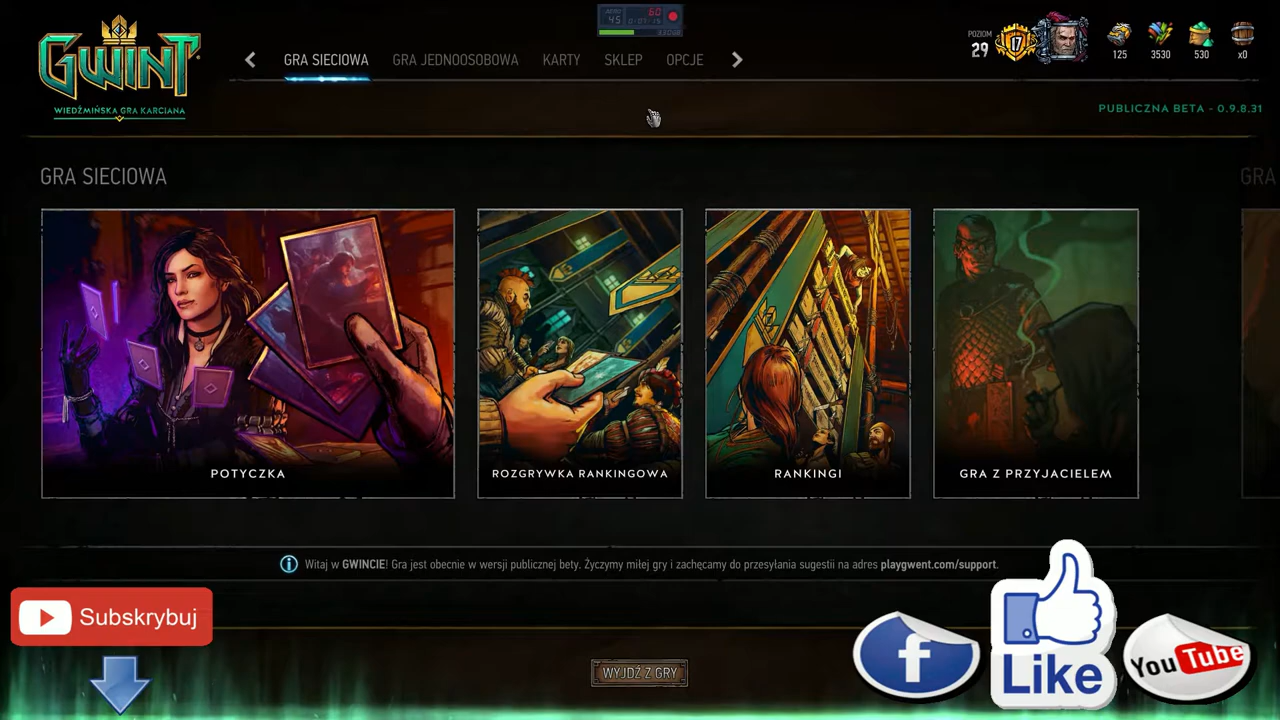 GWINT
WIEDŹMIŃSKA GRA KARCIANA
GRA SIECIOWA
GRA JEDNOOSOBOWA
KARTY
SKLEP
OPCJE
60
45
POZIOM
29
17
125
3530
530
x0
PUBLICZNA BETA - 0.9.8.31
GRA SIECIOWA
GRA
POTYCZKA
ROZGRYWKA RANKINGOWA
RANKINGI
GRA Z PRZYJACIELEM
Witaj w GWINCIE! Gra jest obecnie w wersji publicznej bety. Życzymy miłej gry i zachęcamy do przesyłania sugestii na adres playgwent.com/support.
Subskrybuj
WYJDŹ Z GRY
f
Like
YouTube